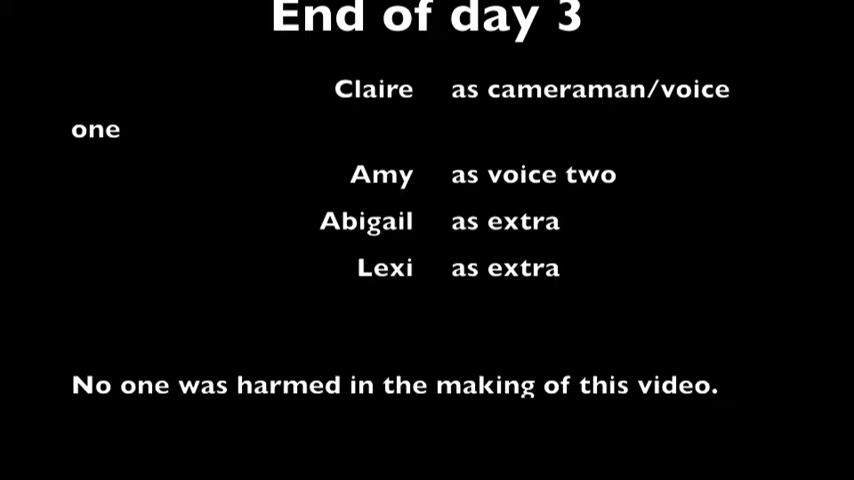 End of day 3
Claire as cameraman/voice
one
Amy as voice two
Abigail as extra
Lexi as extra
No one was harmed in the making of this video.